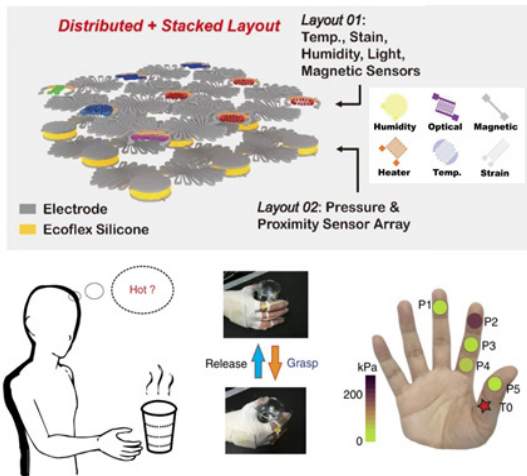 Distributed + Stacked Layout
Layout 01:
Temp., Stain,
Humidity, Light,
Magnetic Sensors
Humidity Optical Magnetic
Heater Temp. Strain
Electrode
Ecoflex Silicone
Layout 02: Pressure &
Proximity Sensor Array
Hot ?
Release Grasp
kPa
200
0
P1
P2
P3
P4
P5
T0